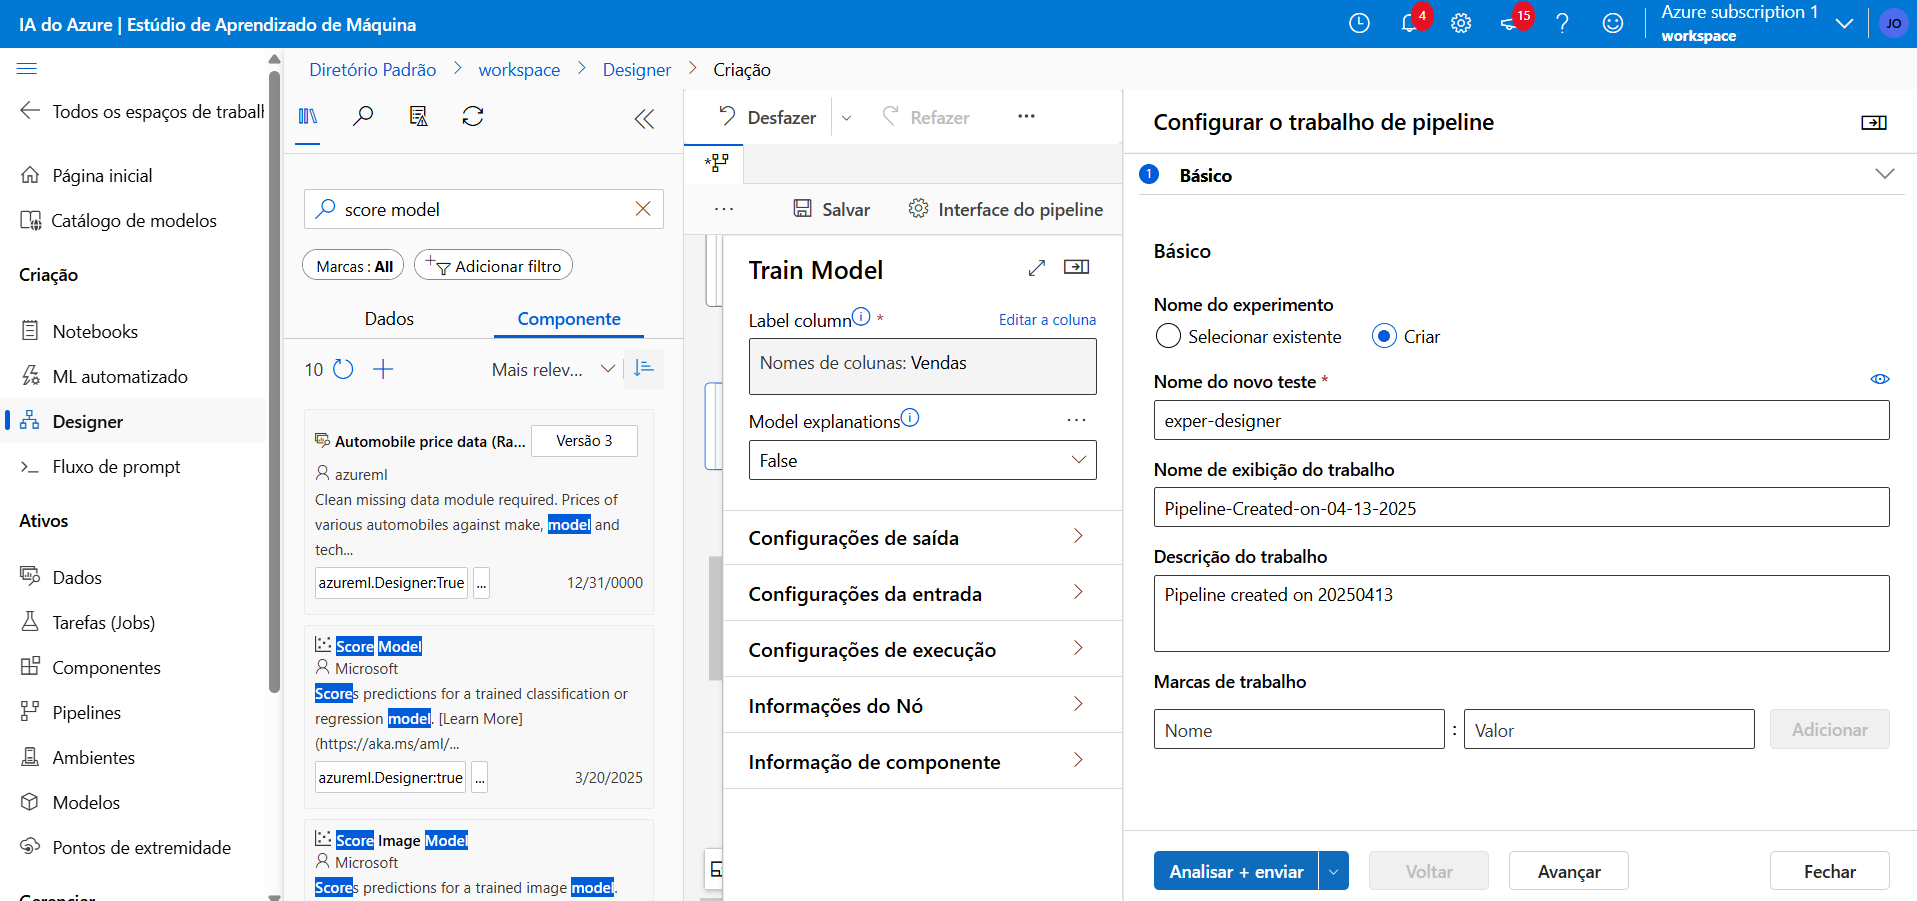 IA do Azure | Estúdio de Aprendizado de Máquina
4
15
Azure subscription 1
workspace
JO
Todos os espaços de trabalh
Página inicial
Catálogo de modelos
Criação
Notebooks
ML automatizado
Designer
Fluxo de prompt
Ativos
Dados
Tarefas (Jobs)
Componentes
Pipelines
Ambientes
Modelos
Pontos de extremidade
Gerenciar
Diretório Padrão > workspace > Designer > Criação
score model
Marcas : All
Adicionar filtro
Dados
Componente
10
Mais relev...
Automobile price data (Ra...
Versão 3
azureml
Clean missing data module required. Prices of
various automobiles against make, model and
tech...
azureml.Designer:True
...
12/31/0000
Score Model
Microsoft
Scores predictions for a trained classification or
regression model. [Learn More]
(https://aka.ms/aml/...
azureml.Designer:true
...
3/20/2025
Score Image Model
Microsoft
Scores predictions for a trained image model.
Desfazer
Refazer
...
...
Salvar
Interface do pipeline
Train Model
Label column *
Editar a coluna
Nomes de colunas: Vendas
Model explanations
...
False
Configurações de saída
Configurações da entrada
Configurações de execução
Informações do Nó
Informação de componente
Configurar o trabalho de pipeline
1 Básico
Básico
Nome do experimento
Selecionar existente
Criar
Nome do novo teste *
exper-designer
Nome de exibição do trabalho
Pipeline-Created-on-04-13-2025
Descrição do trabalho
Pipeline created on 20250413
Marcas de trabalho
Nome : Valor
Adicionar
Analisar + enviar
Voltar
Avançar
Fechar